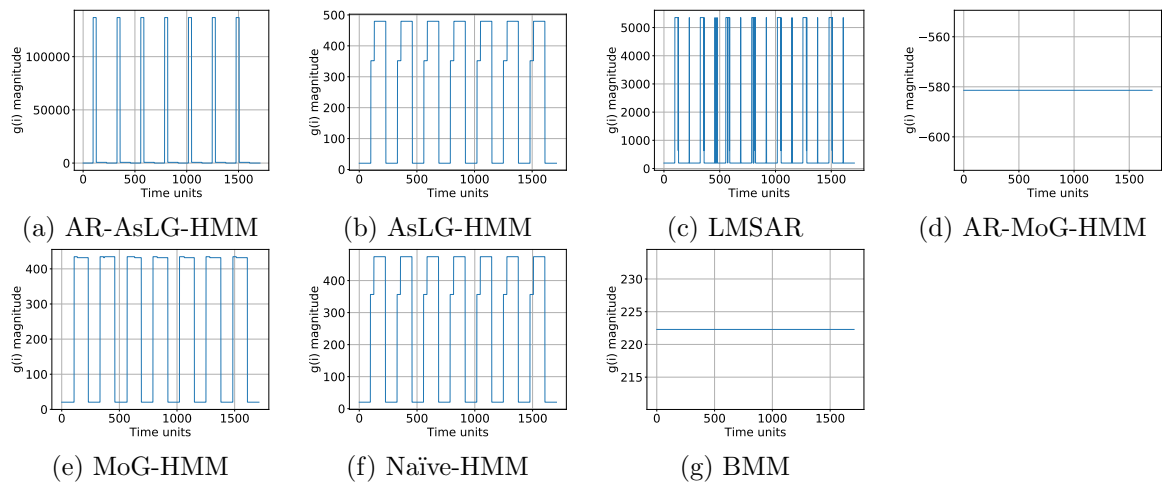 g(i) magnitude
100000
50000
0
0 500 1000 1500
Time units
(a) AR-AsLG-HMM
g(i) magnitude
500
400
300
200
100
0
0 500 1000 1500
Time units
(b) AsLG-HMM
g(i) magnitude
5000
4000
3000
2000
1000
0
0 500 1000 1500
Time units
(c) LMSAR
g(i) magnitude
−560
−580
−600
0 500 1000 1500
Time units
(d) AR-MoG-HMM
g(i) magnitude
400
300
200
100
0
0 500 1000 1500
Time units
(e) MoG-HMM
g(i) magnitude
400
300
200
100
0
0 500 1000 1500
Time units
(f) Naïve-HMM
g(i) magnitude
230
225
220
215
0 500 1000 1500
Time units
(g) BMM